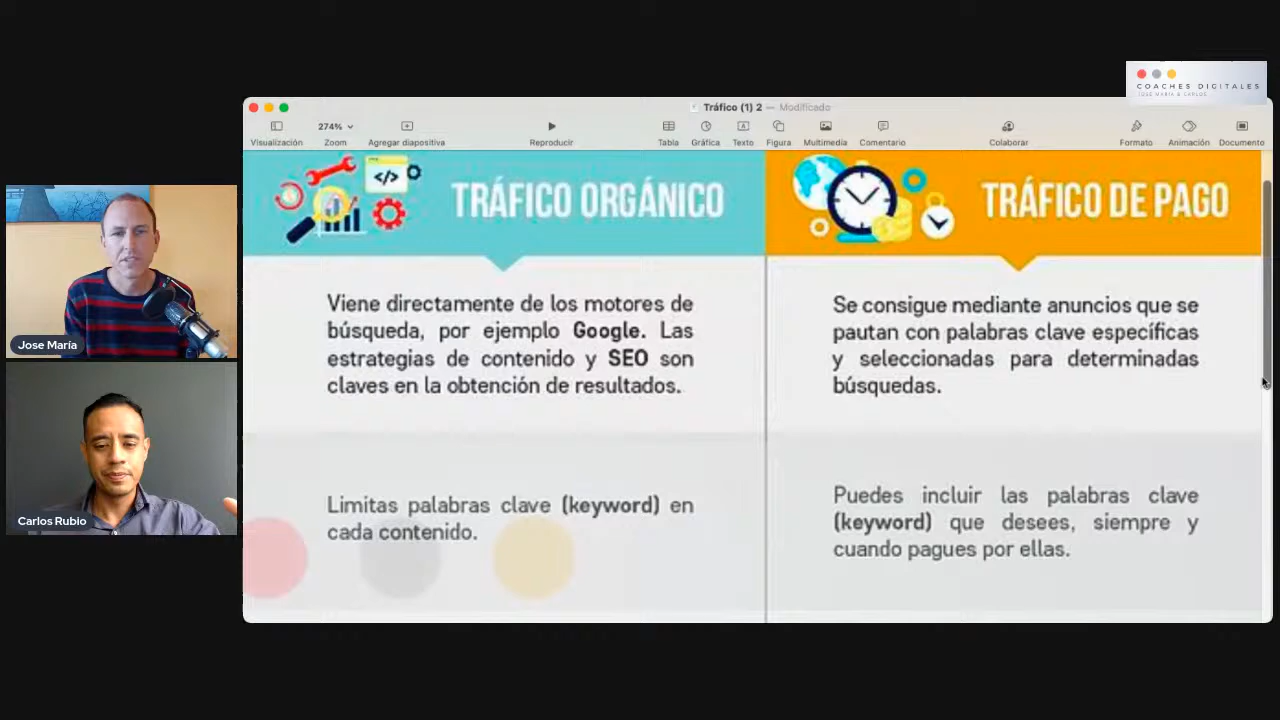 COACHES DIGITALES
JOSE MARÍA & CARLOS
Tráfico (1) 2 — Modificado
274%
Visualización Zoom Agregar diapositiva Reproducir Tabla Gráfica Texto Figura Multimedia Comentario Colaborar Formato Animación Documento
</>
TRÁFICO ORGÁNICO
Viene directamente de los motores de
búsqueda, por ejemplo Google. Las
estrategias de contenido y SEO son
claves en la obtención de resultados.
Limitas palabras clave (keyword) en
cada contenido.
TRÁFICO DE PAGO
Se consigue mediante anuncios que se
pautan con palabras clave específicas
y seleccionadas para determinadas
búsquedas.
Puedes incluir las palabras clave
(keyword) que desees, siempre y
cuando pagues por ellas.
Jose María
Carlos Rubio